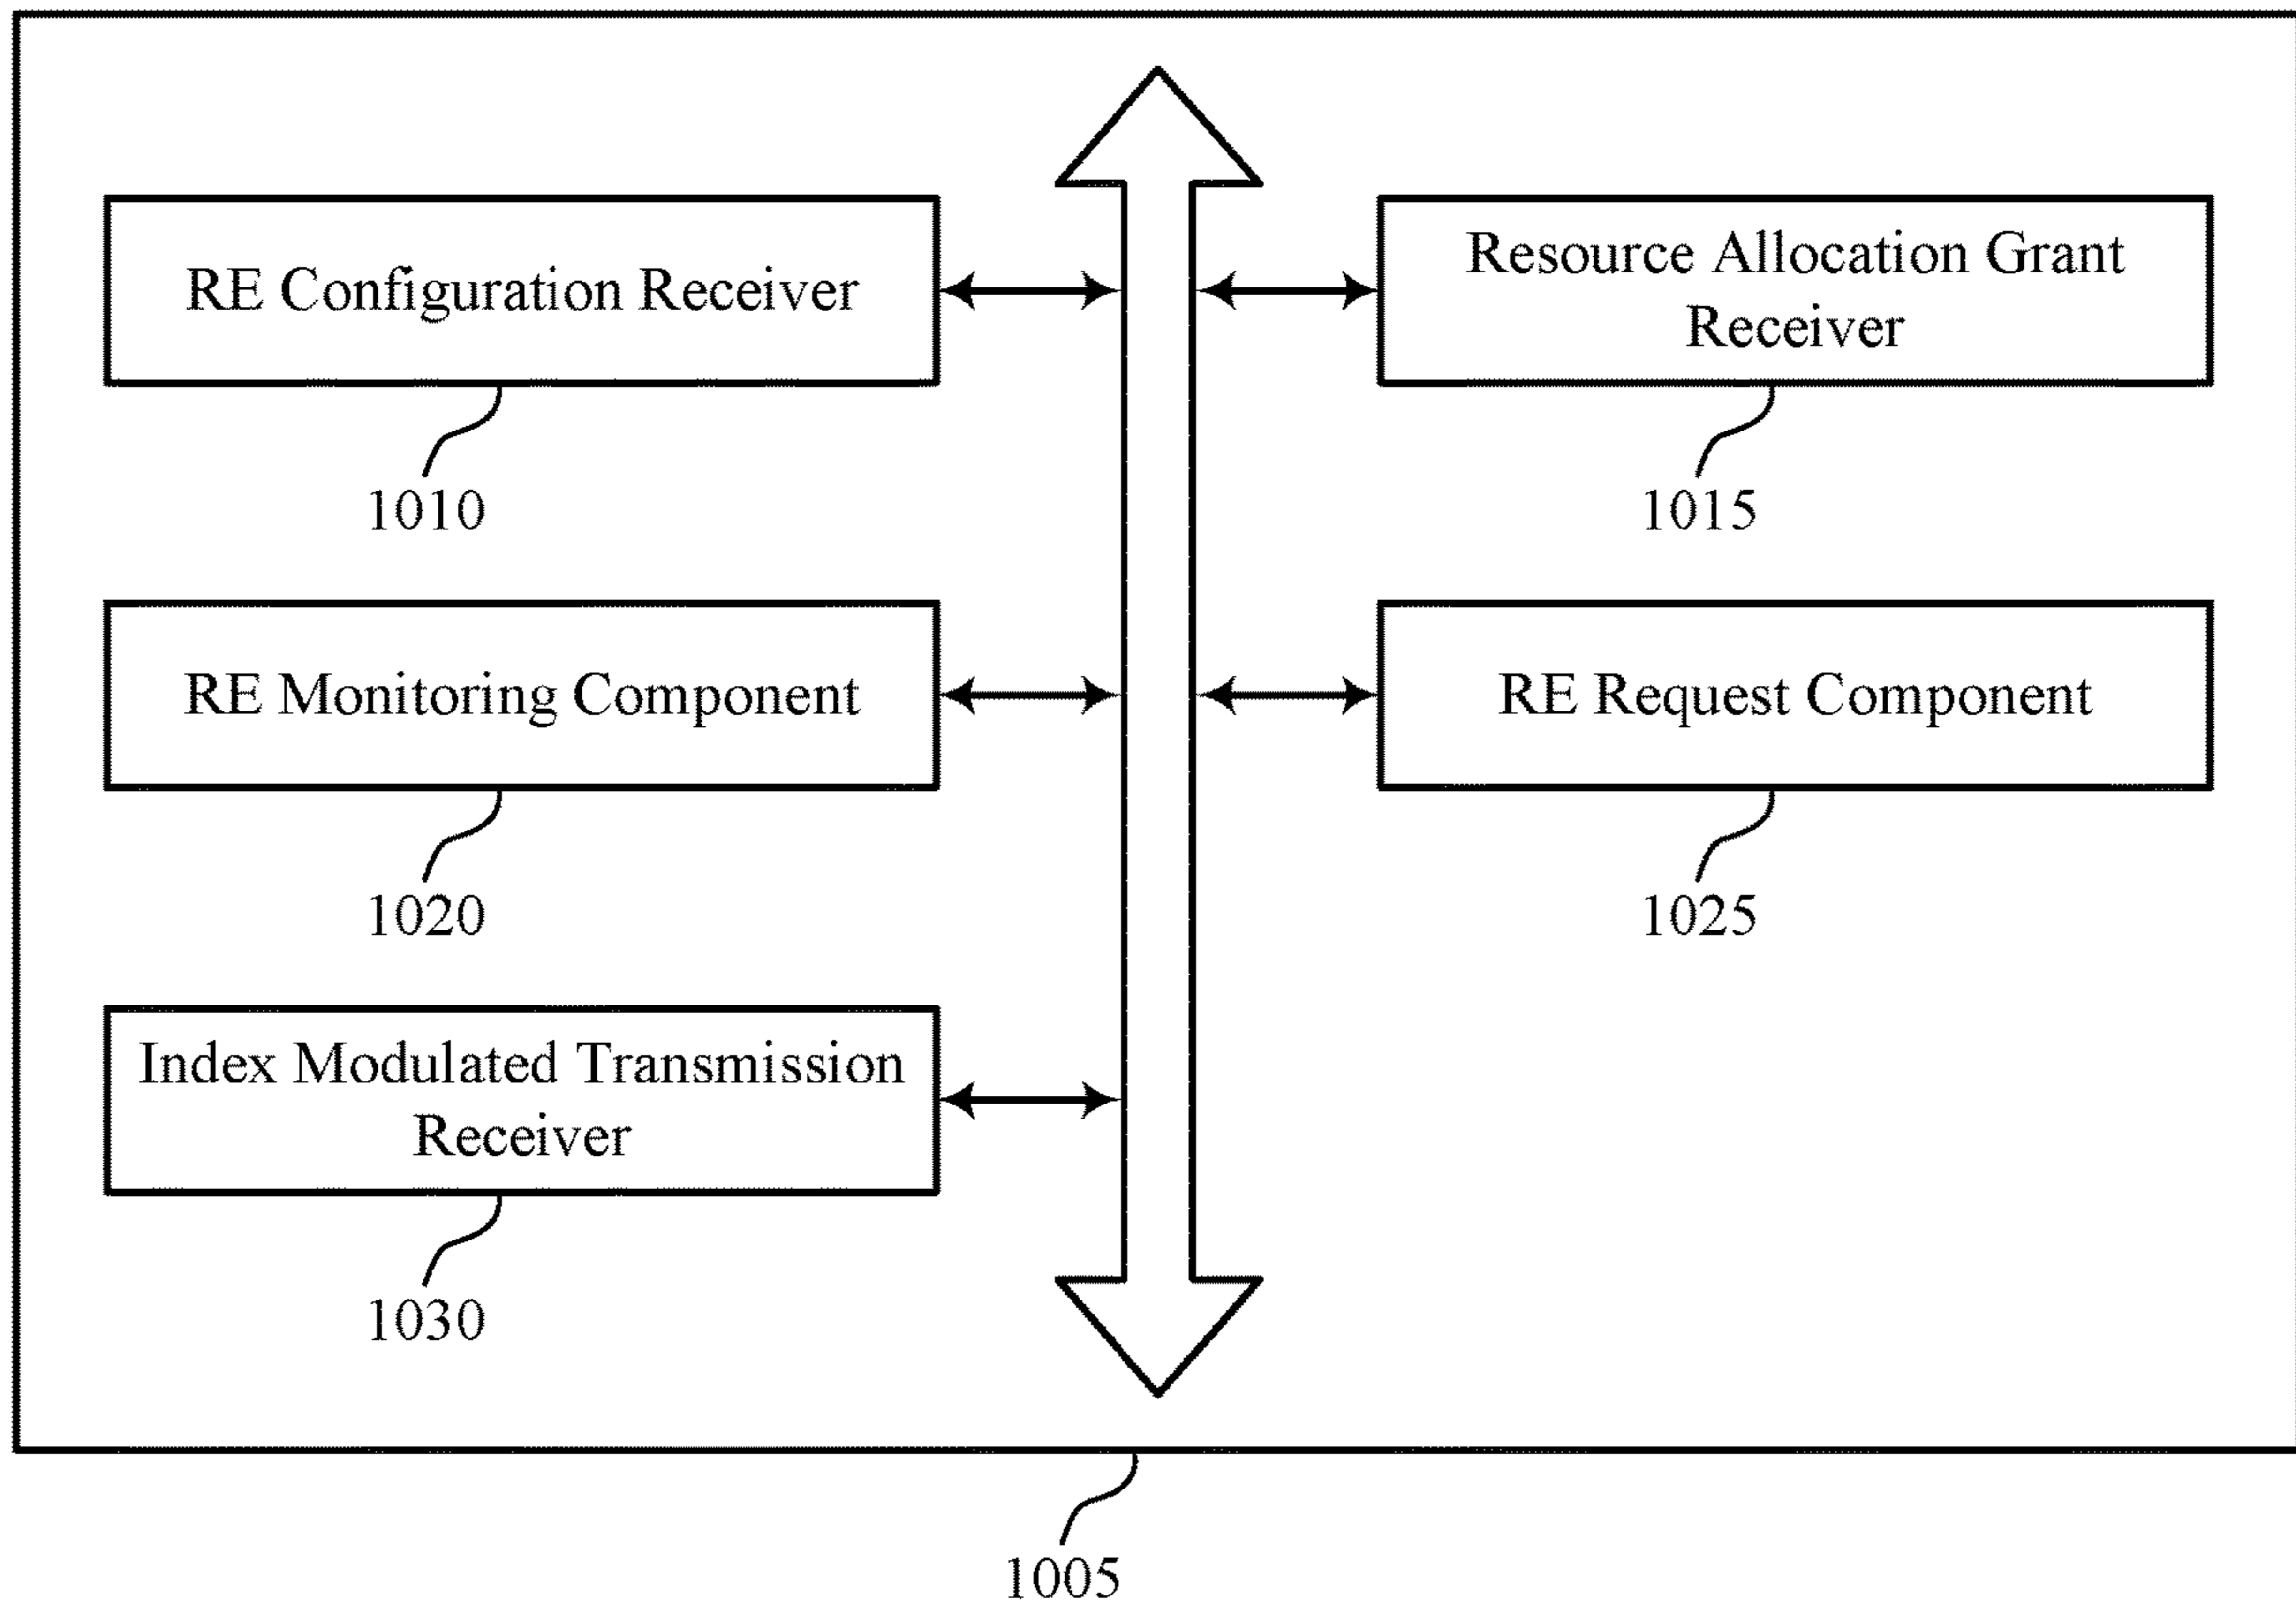 RE Configuration Receiver
1010
Resource Allocation Grant
Receiver
1015
RE Monitoring Component
1020
RE Request Component
1025
Index Modulated Transmission
Receiver
1030
1005